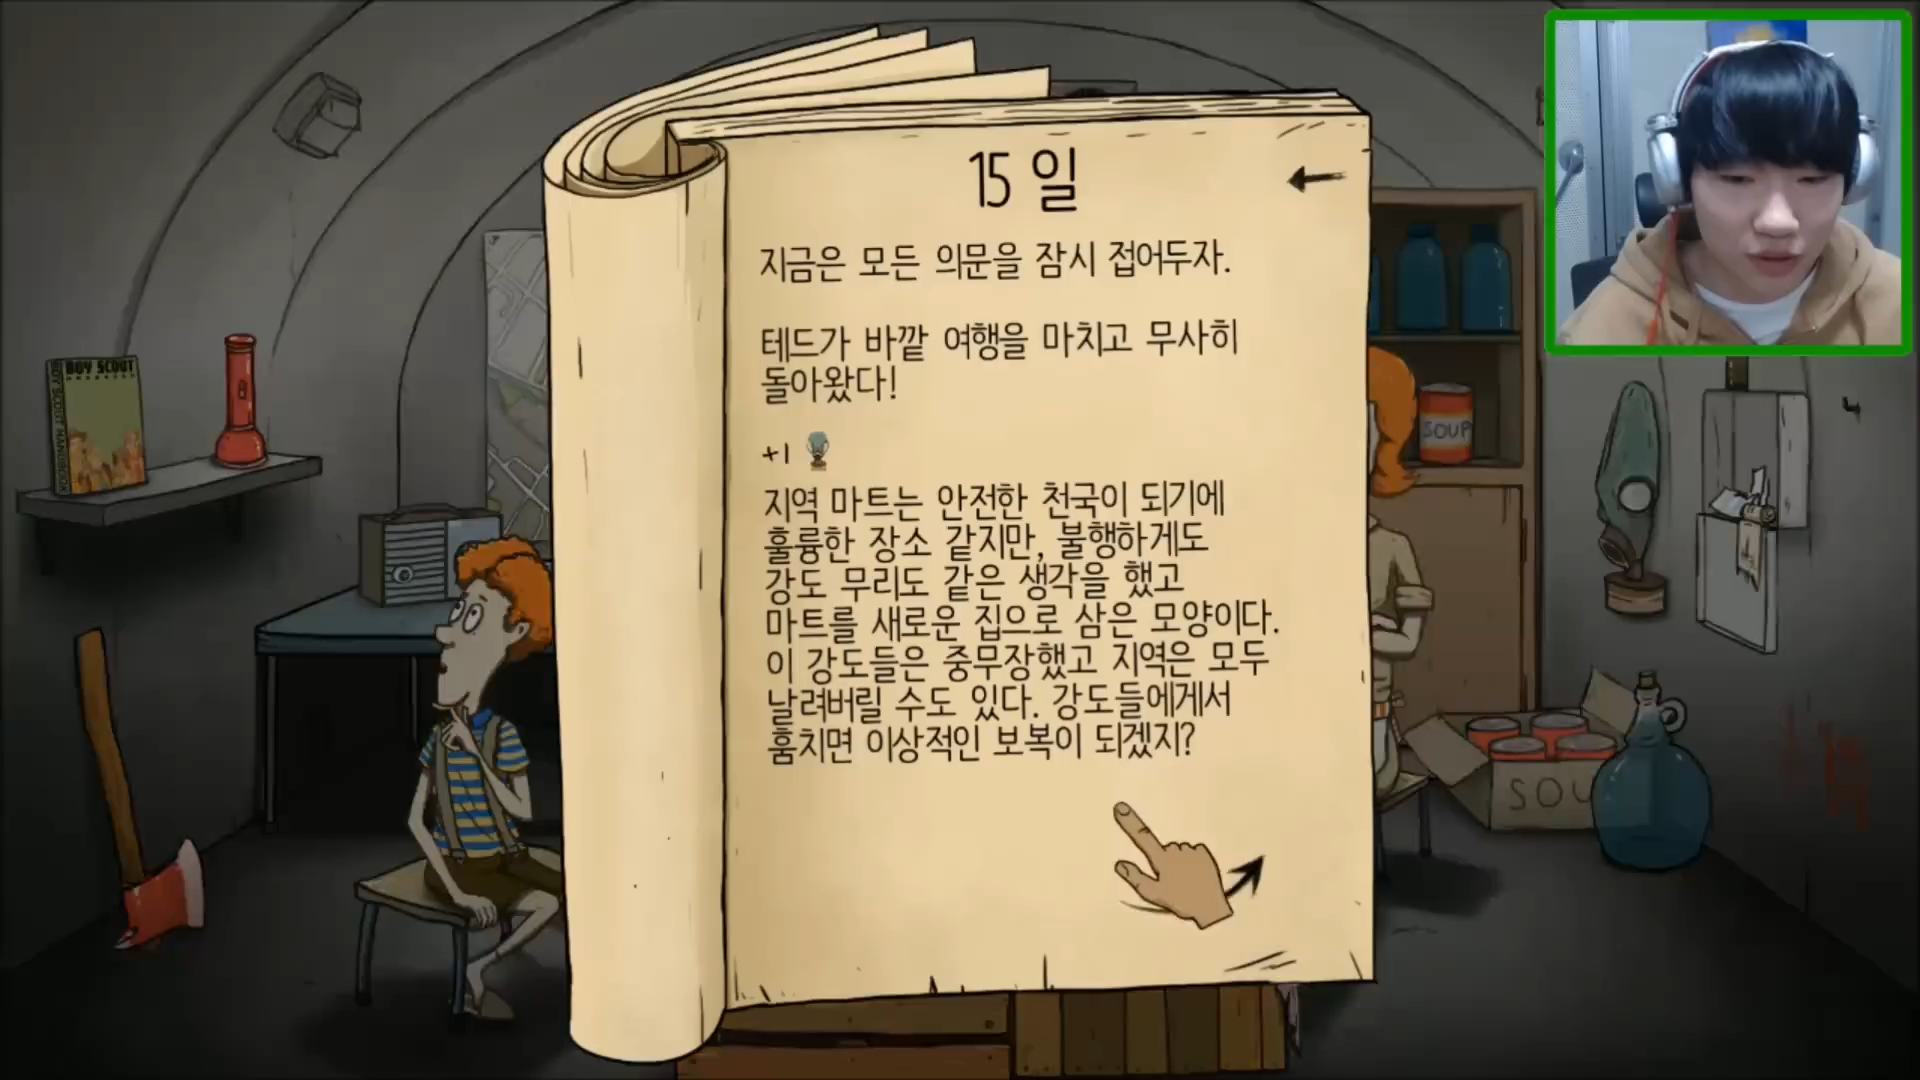 15 일
지금은 모든 의문을 잠시 접어두자.
테드가 바깥 여행을 마치고 무사히
돌아왔다!
+1
지역 마트는 안전한 천국이 되기에
훌륭한 장소 같지만, 불행하게도
강도 무리도 같은 생각을 했고
마트를 새로운 집으로 삼은 모양이다.
이 강도들은 중무장했고 지역은 모두
날려버릴 수도 있다. 강도들에게서
훔치면 이상적인 보복이 되겠지?
BOY SCOUT
BOY SCOUT HANDBOOK
SOUP
SOU